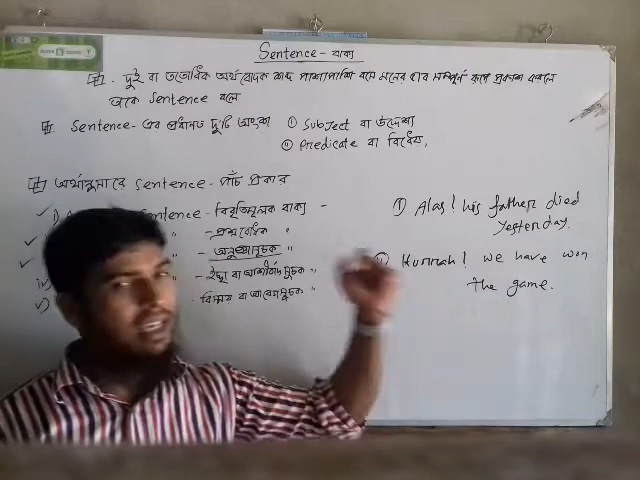 Sentence - বাক্য
দুই বা ততোধিক অর্থবোধক শব্দ পাশাপাশি বসে মনের ভাব সম্পূর্ণ রূপে প্রকাশ করলে
তাকে Sentence বলে
Sentence - এর প্রধানত দু'টি অংশ ① Subject বা উদ্দেশ্য
② Predicate বা বিধেয়,
অর্থানুসারে Sentence - পাঁচ প্রকার
i) Sentence - বিবৃতিমূলক বাক্য -
" - প্রশ্নবোধক "
" - অনুজ্ঞাসূচক "
iv) " - ইচ্ছা বা আশীর্বাদ সূচক "
v) - বিস্ময় বা আবেগসূচক "
① Alas! his father died
yesterday.
② Hurrah! we have won
the game.